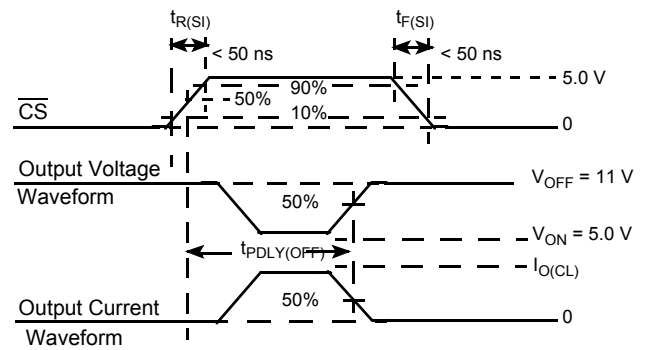 tR(SI)
tF(SI)
< 50 ns
< 50 ns
5.0 V
90%
50%
10%
CS
0
Output Voltage
Waveform
VOFF = 11 V
50%
VON = 5.0 V
tPDLY(OFF)
IO(CL)
50%
Output Current
Waveform
0